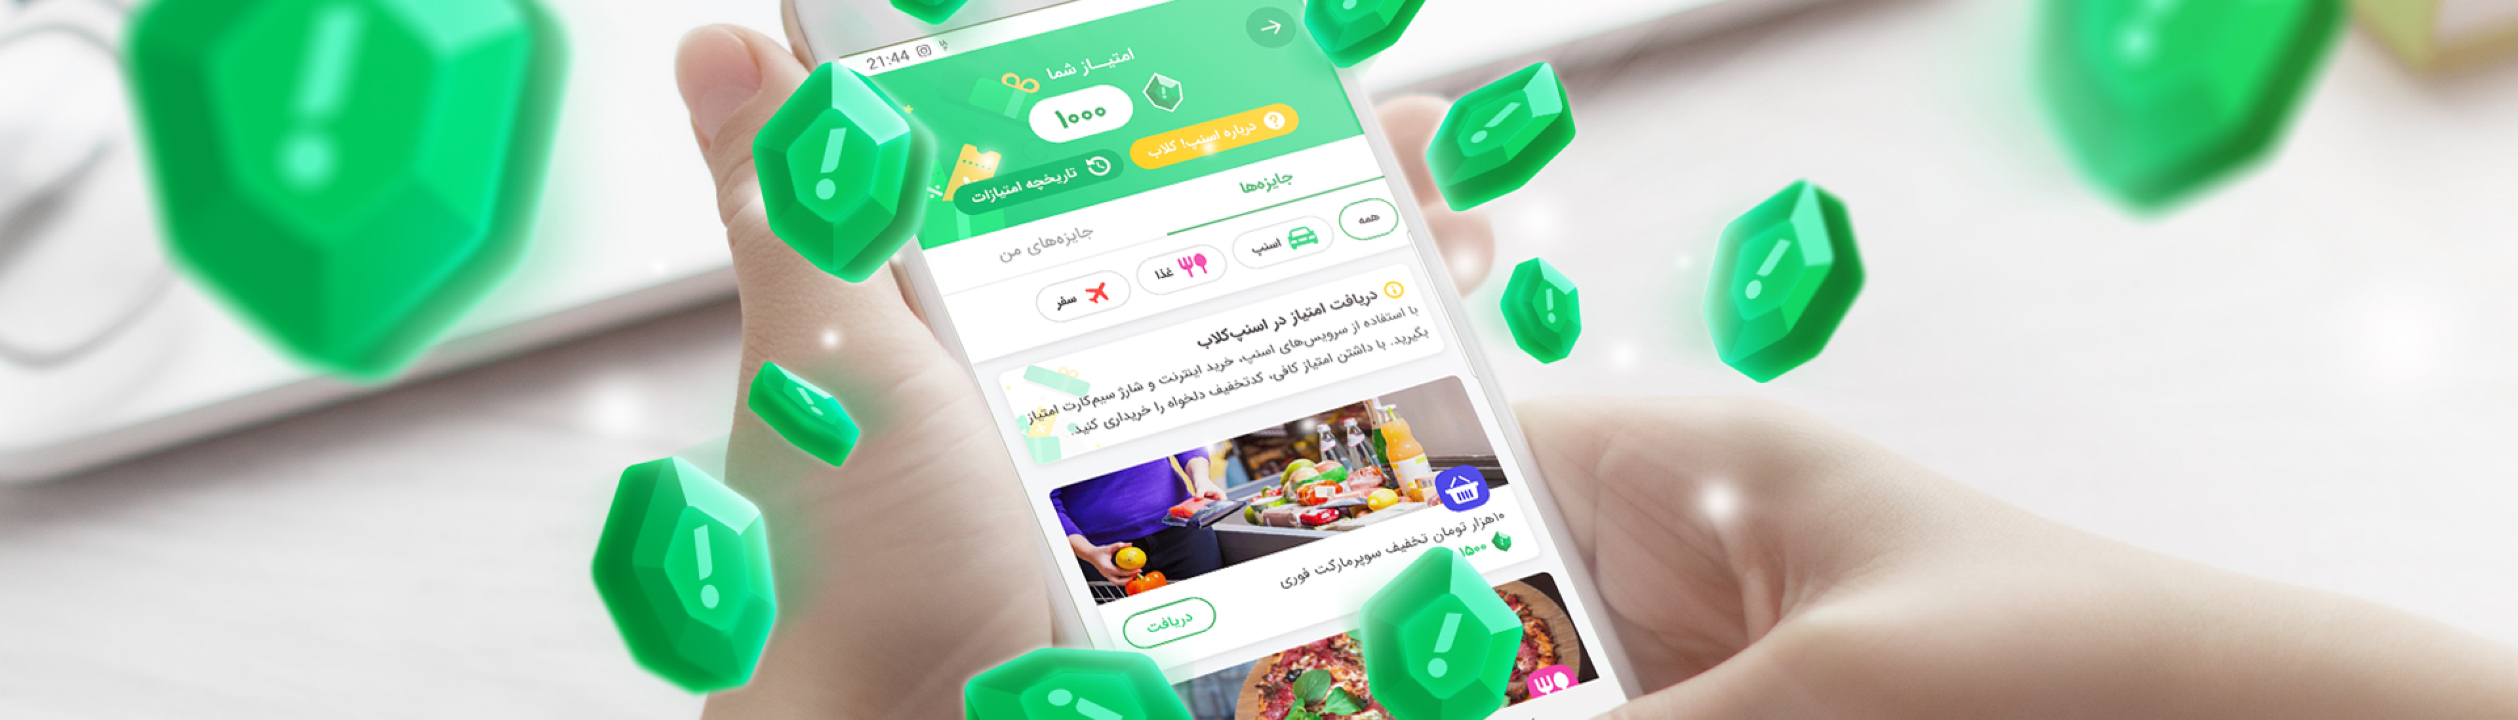 21:44
امتیــاز شما
۱۰۰۰
درباره اسنپ! کلاب
تاریخچه امتیازات
جایزه‌ها
جایزه‌های من
همه
اسنپ
غذا
سفر
دریافت امتیاز در اسنپ‌کلاب
با استفاده از سرویس‌های اسنپ، خرید اینترنت و شارژ سیم‌کارت امتیاز
بگیرید. با داشتن امتیاز کافی، کدتخفیف دلخواه را خریداری کنید.
۱۰هزار تومان تخفیف سوپرمارکت فوری
۱۵۰۰
دریافت